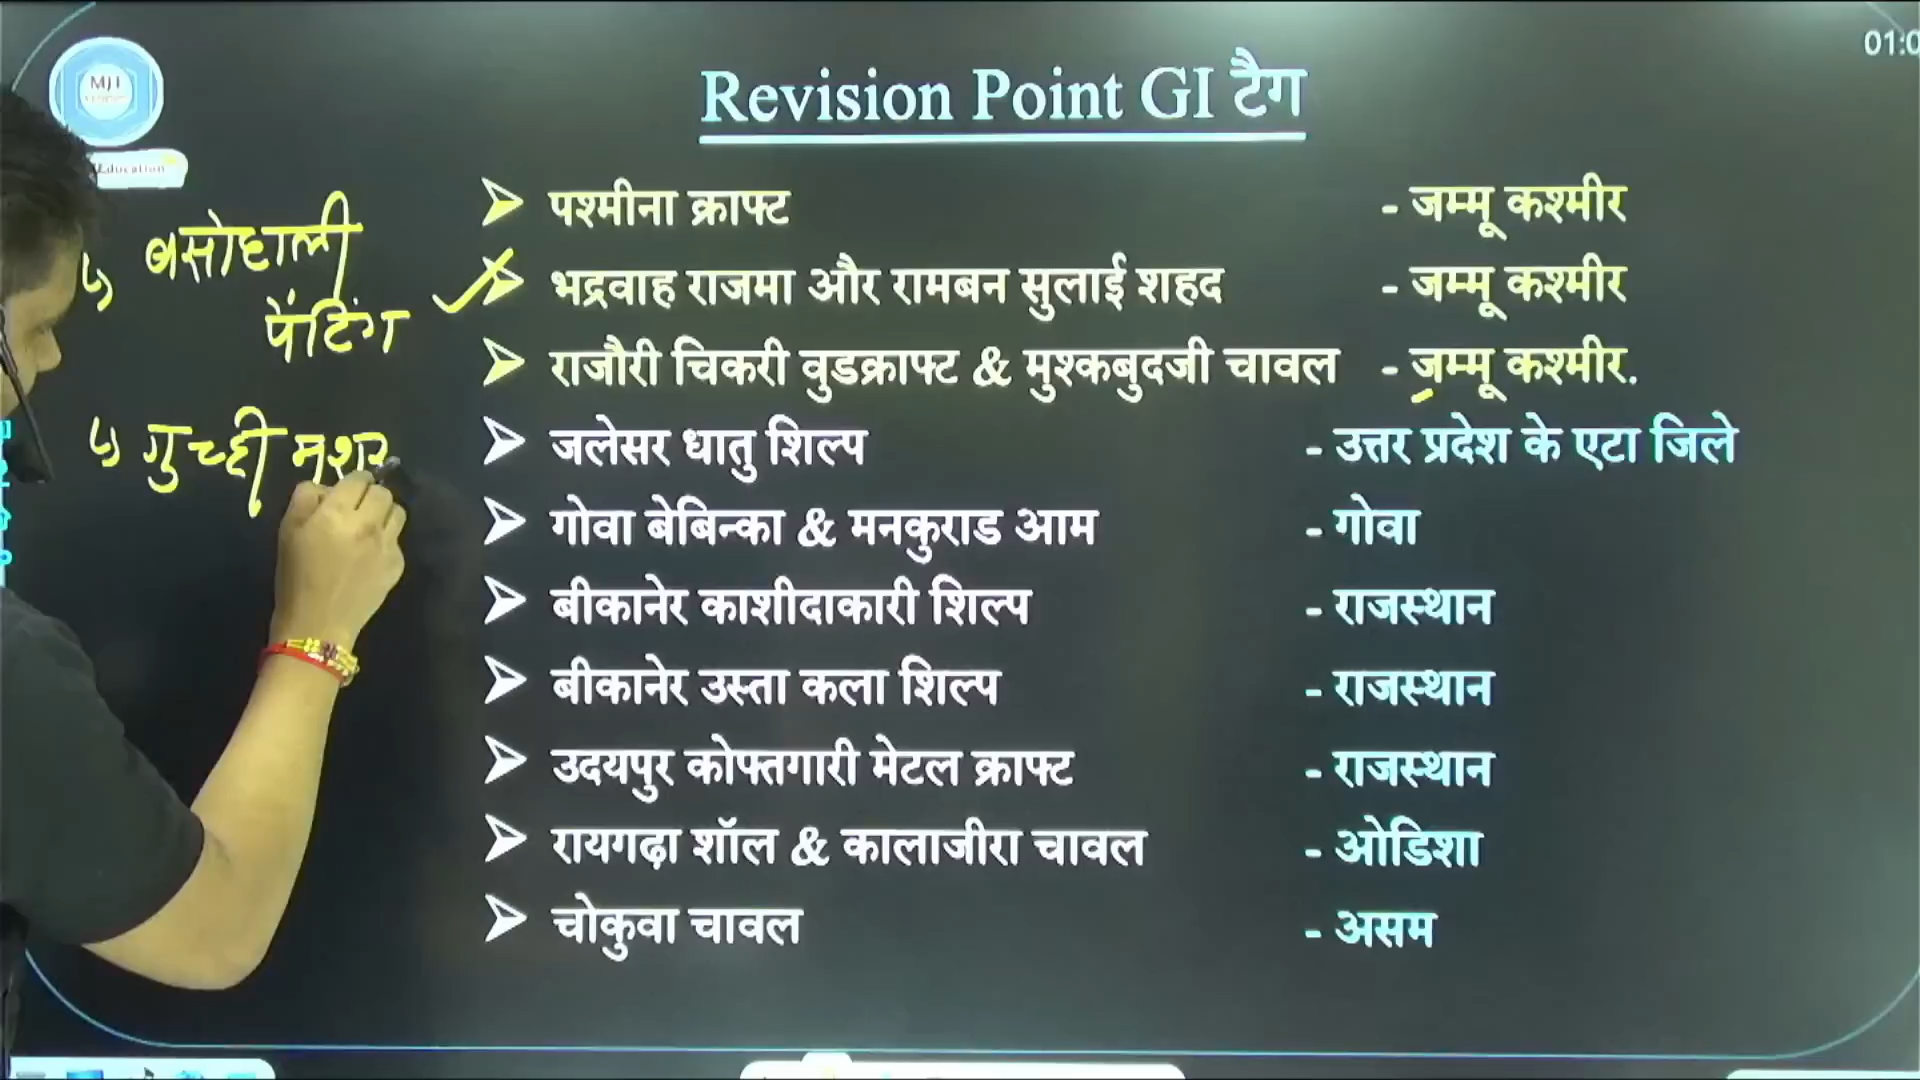 01:0
MJT
Education
Revision Point GI टैग
➢ पश्मीना क्राफ्ट - जम्मू कश्मीर
➢ भद्रवाह राजमा और रामबन सुलाई शहद - जम्मू कश्मीर
➢ राजौरी चिकरी वुडक्राफ्ट & मुश्कबुदजी चावल - जम्मू कश्मीर.
➢ जलेसर धातु शिल्प - उत्तर प्रदेश के एटा जिले
➢ गोवा बेबिन्का & मनकुराड आम - गोवा
➢ बीकानेर काशीदाकारी शिल्प - राजस्थान
➢ बीकानेर उस्ता कला शिल्प - राजस्थान
➢ उदयपुर कोफ्तगारी मेटल क्राफ्ट - राजस्थान
➢ रायगढ़ा शॉल & कालाजीरा चावल - ओडिशा
➢ चोकुवा चावल - असम
बसोहाली
पेंटिंग
गुच्छी मशर